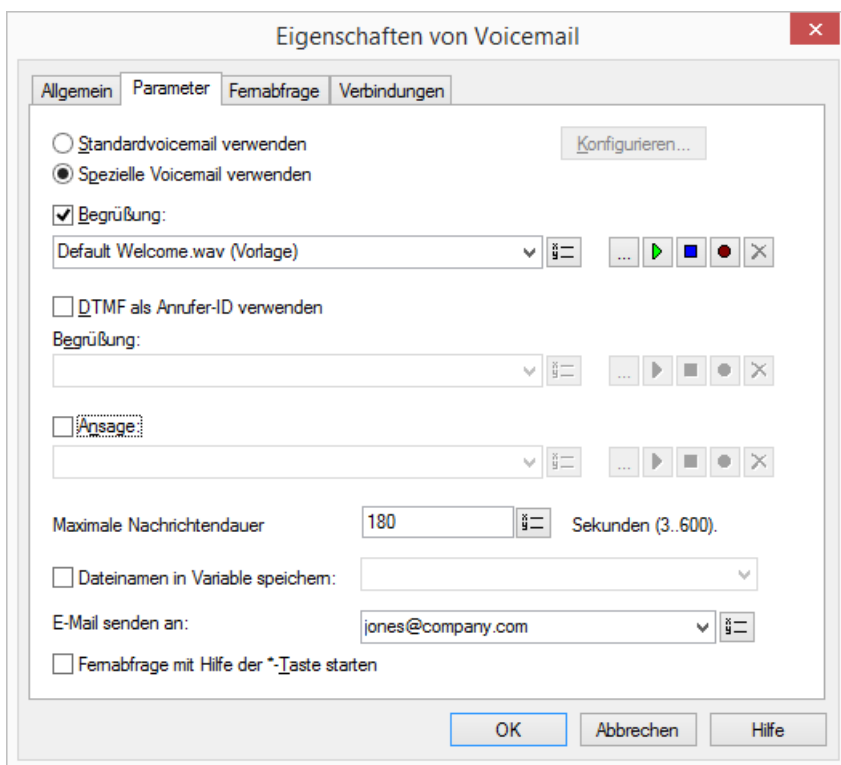 Eigenschaften von Voicemail
Allgemein Parameter Fernabfrage Verbindungen
Standardvoicemail verwenden Konfigurieren...
Spezielle Voicemail verwenden
Begrüßung:
Default Welcome.wav (Vorlage) ...
DTMF als Anrufer-ID verwenden
Begrüßung:
...
Ansage:
...
Maximale Nachrichtendauer 180 Sekunden (3..600).
Dateinamen in Variable speichern:
E-Mail senden an: jones@company.com
Fernabfrage mit Hilfe der *-Taste starten
OK Abbrechen Hilfe